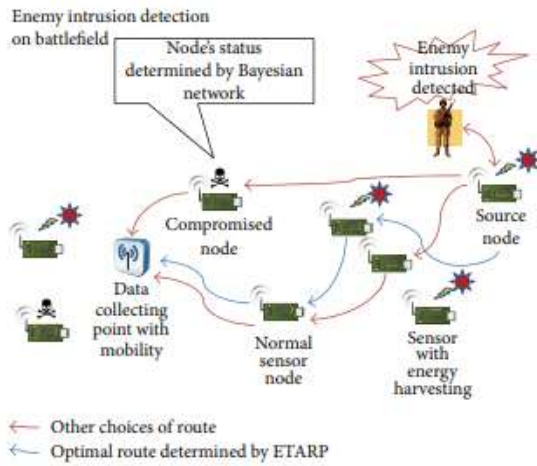 Enemy intrusion detection
on battlefield
Node's status
determined by Bayesian
network
Enemy
intrusion
detected
Compromised
node
Source
node
Data
collecting
point with
mobility
Normal
sensor
node
Sensor
with
energy
harvesting
Other choices of route
Optimal route determined by ETARP